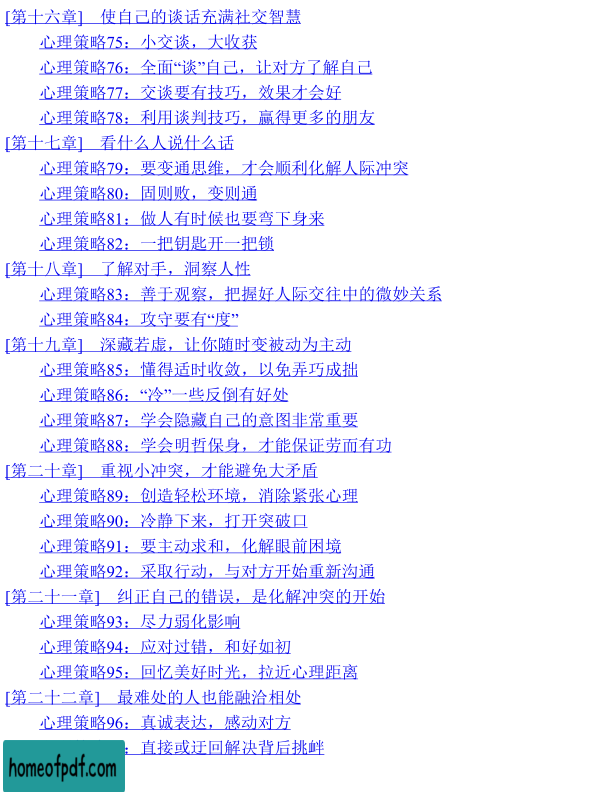 [第十六章]　使自己的谈话充满社交智慧
心理策略75：小交谈，大收获
心理策略76：全面“谈”自己，让对方了解自己
心理策略77：交谈要有技巧，效果才会好
心理策略78：利用谈判技巧，赢得更多的朋友
[第十七章]　看什么人说什么话
心理策略79：要变通思维，才会顺利化解人际冲突
心理策略80：固则败，变则通
心理策略81：做人有时候也要弯下身来
心理策略82：一把钥匙开一把锁
[第十八章]　了解对手，洞察人性
心理策略83：善于观察，把握好人际交往中的微妙关系
心理策略84：攻守要有“度”
[第十九章]　深藏若虚，让你随时变被动为主动
心理策略85：懂得适时收敛，以免弄巧成拙
心理策略86：“冷”一些反倒有好处
心理策略87：学会隐藏自己的意图非常重要
心理策略88：学会明哲保身，才能保证劳而有功
[第二十章]　重视小冲突，才能避免大矛盾
心理策略89：创造轻松环境，消除紧张心理
心理策略90：冷静下来，打开突破口
心理策略91：要主动求和，化解眼前困境
心理策略92：采取行动，与对方开始重新沟通
[第二十一章]　纠正自己的错误，是化解冲突的开始
心理策略93：尽力弱化影响
心理策略94：应对过错，和好如初
心理策略95：回忆美好时光，拉近心理距离
[第二十二章]　最难处的人也能融洽相处
心理策略96：真诚表达，感动对方
：直接或迂回解决背后挑衅
homeofpdf.com